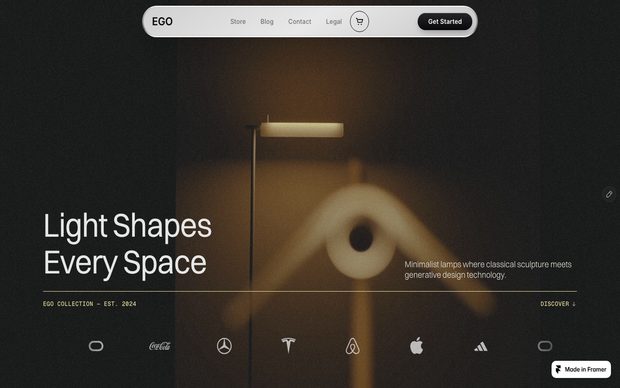 EGO
Store
Blog
Contact
Legal
Get Started
Light Shapes
Every Space
Minimalist lamps where classical sculpture meets
generative design technology.
EGO COLLECTION – EST. 2024
DISCOVER ↓
Coca-Cola
Made in Framer